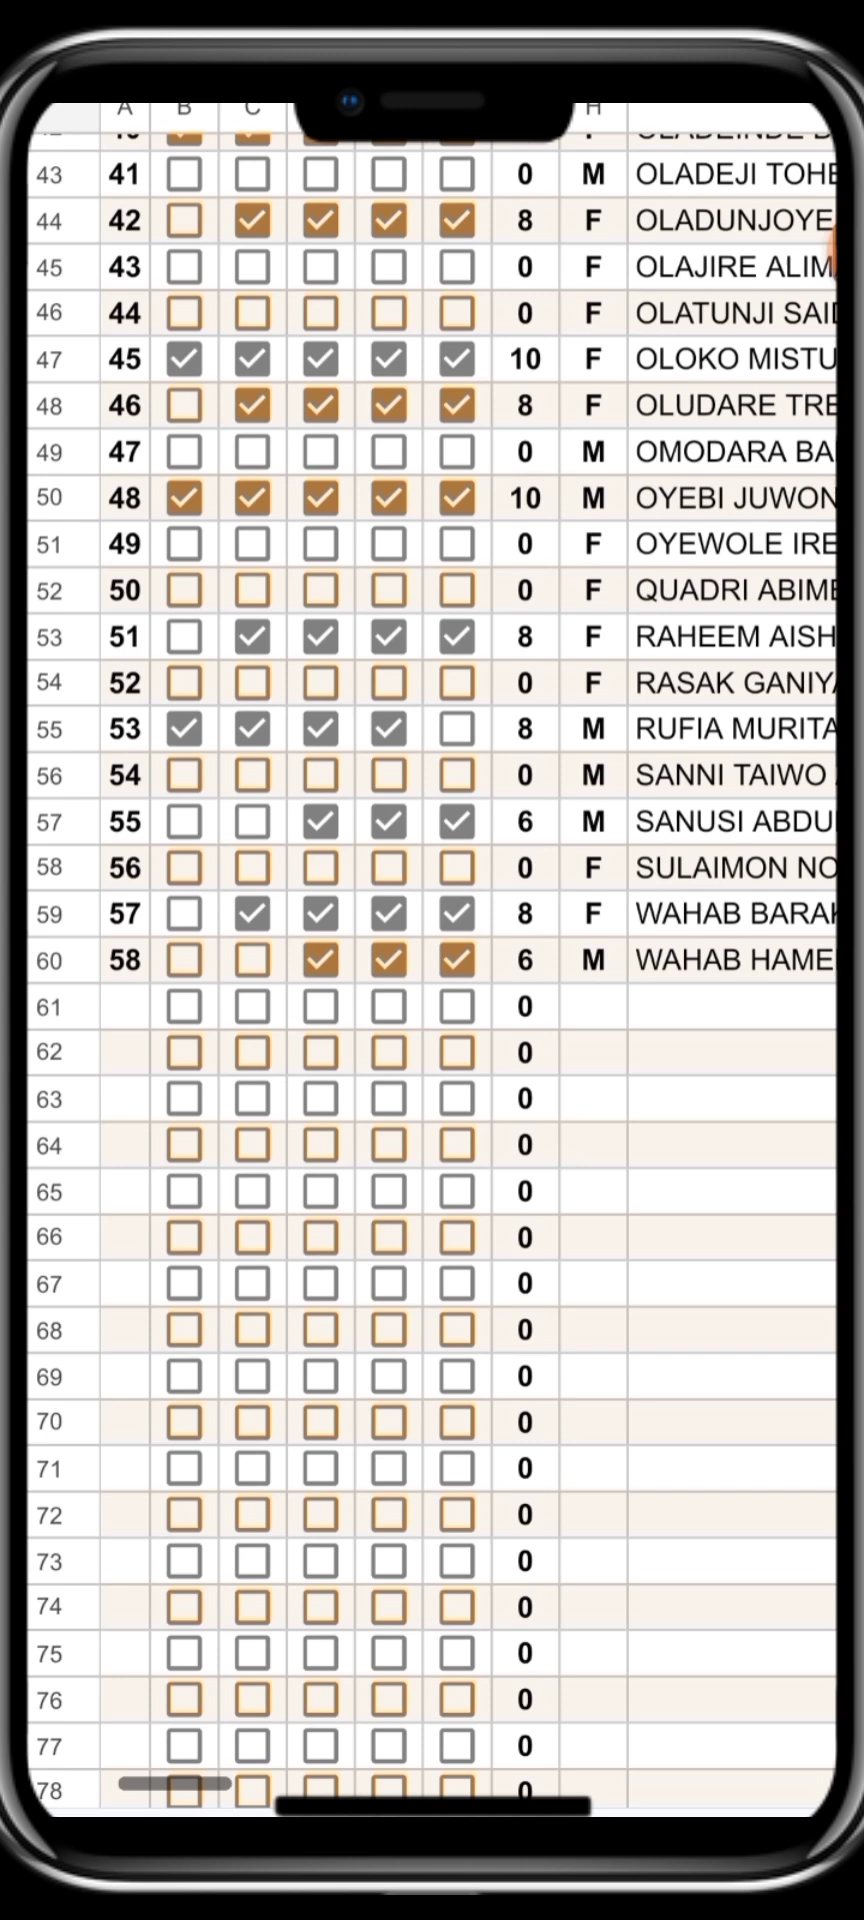 A B C H
43 41 0 M OLADEJI TOHE
44 42 8 F OLADUNJOYE
45 43 0 F OLAJIRE ALIM
46 44 0 F OLATUNJI SAI
47 45 10 F OLOKO MISTU
48 46 8 F OLUDARE TRE
49 47 0 M OMODARA BA
50 48 10 M OYEBI JUWON
51 49 0 F OYEWOLE IRE
52 50 0 F QUADRI ABIME
53 51 8 F RAHEEM AISH
54 52 0 F RASAK GANIYA
55 53 8 M RUFIA MURITA
56 54 0 M SANNI TAIWO
57 55 6 M SANUSI ABDU
58 56 0 F SULAIMON NO
59 57 8 F WAHAB BARAK
60 58 6 M WAHAB HAME
61 0
62 0
63 0
64 0
65 0
66 0
67 0
68 0
69 0
70 0
71 0
72 0
73 0
74 0
75 0
76 0
77 0
78 0